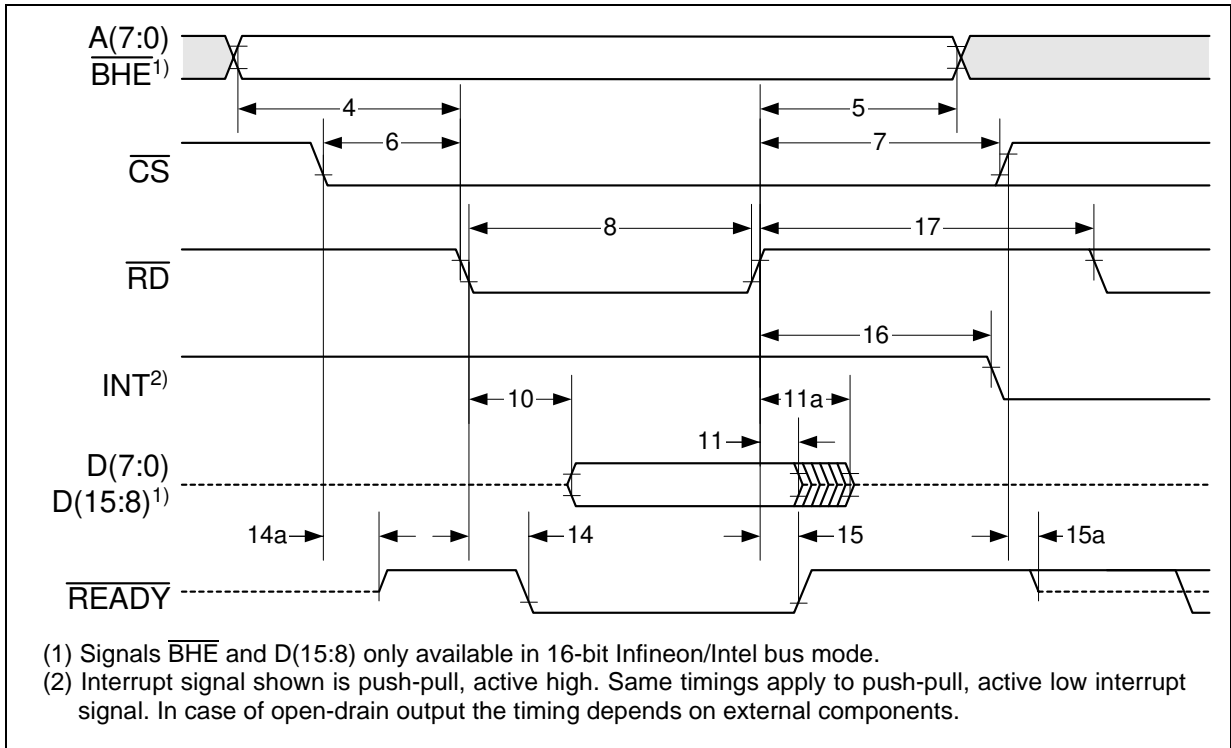 A(7:0)
BHE1)
4
5
6
7
CS
8
17
RD
16
INT2)
10
11a
11
D(7:0)
D(15:8)1)
14a
14
15
15a
READY
(1) Signals BHE and D(15:8) only available in 16-bit Infineon/Intel bus mode.
(2) Interrupt signal shown is push-pull, active high. Same timings apply to push-pull, active low interrupt
signal. In case of open-drain output the timing depends on external components.